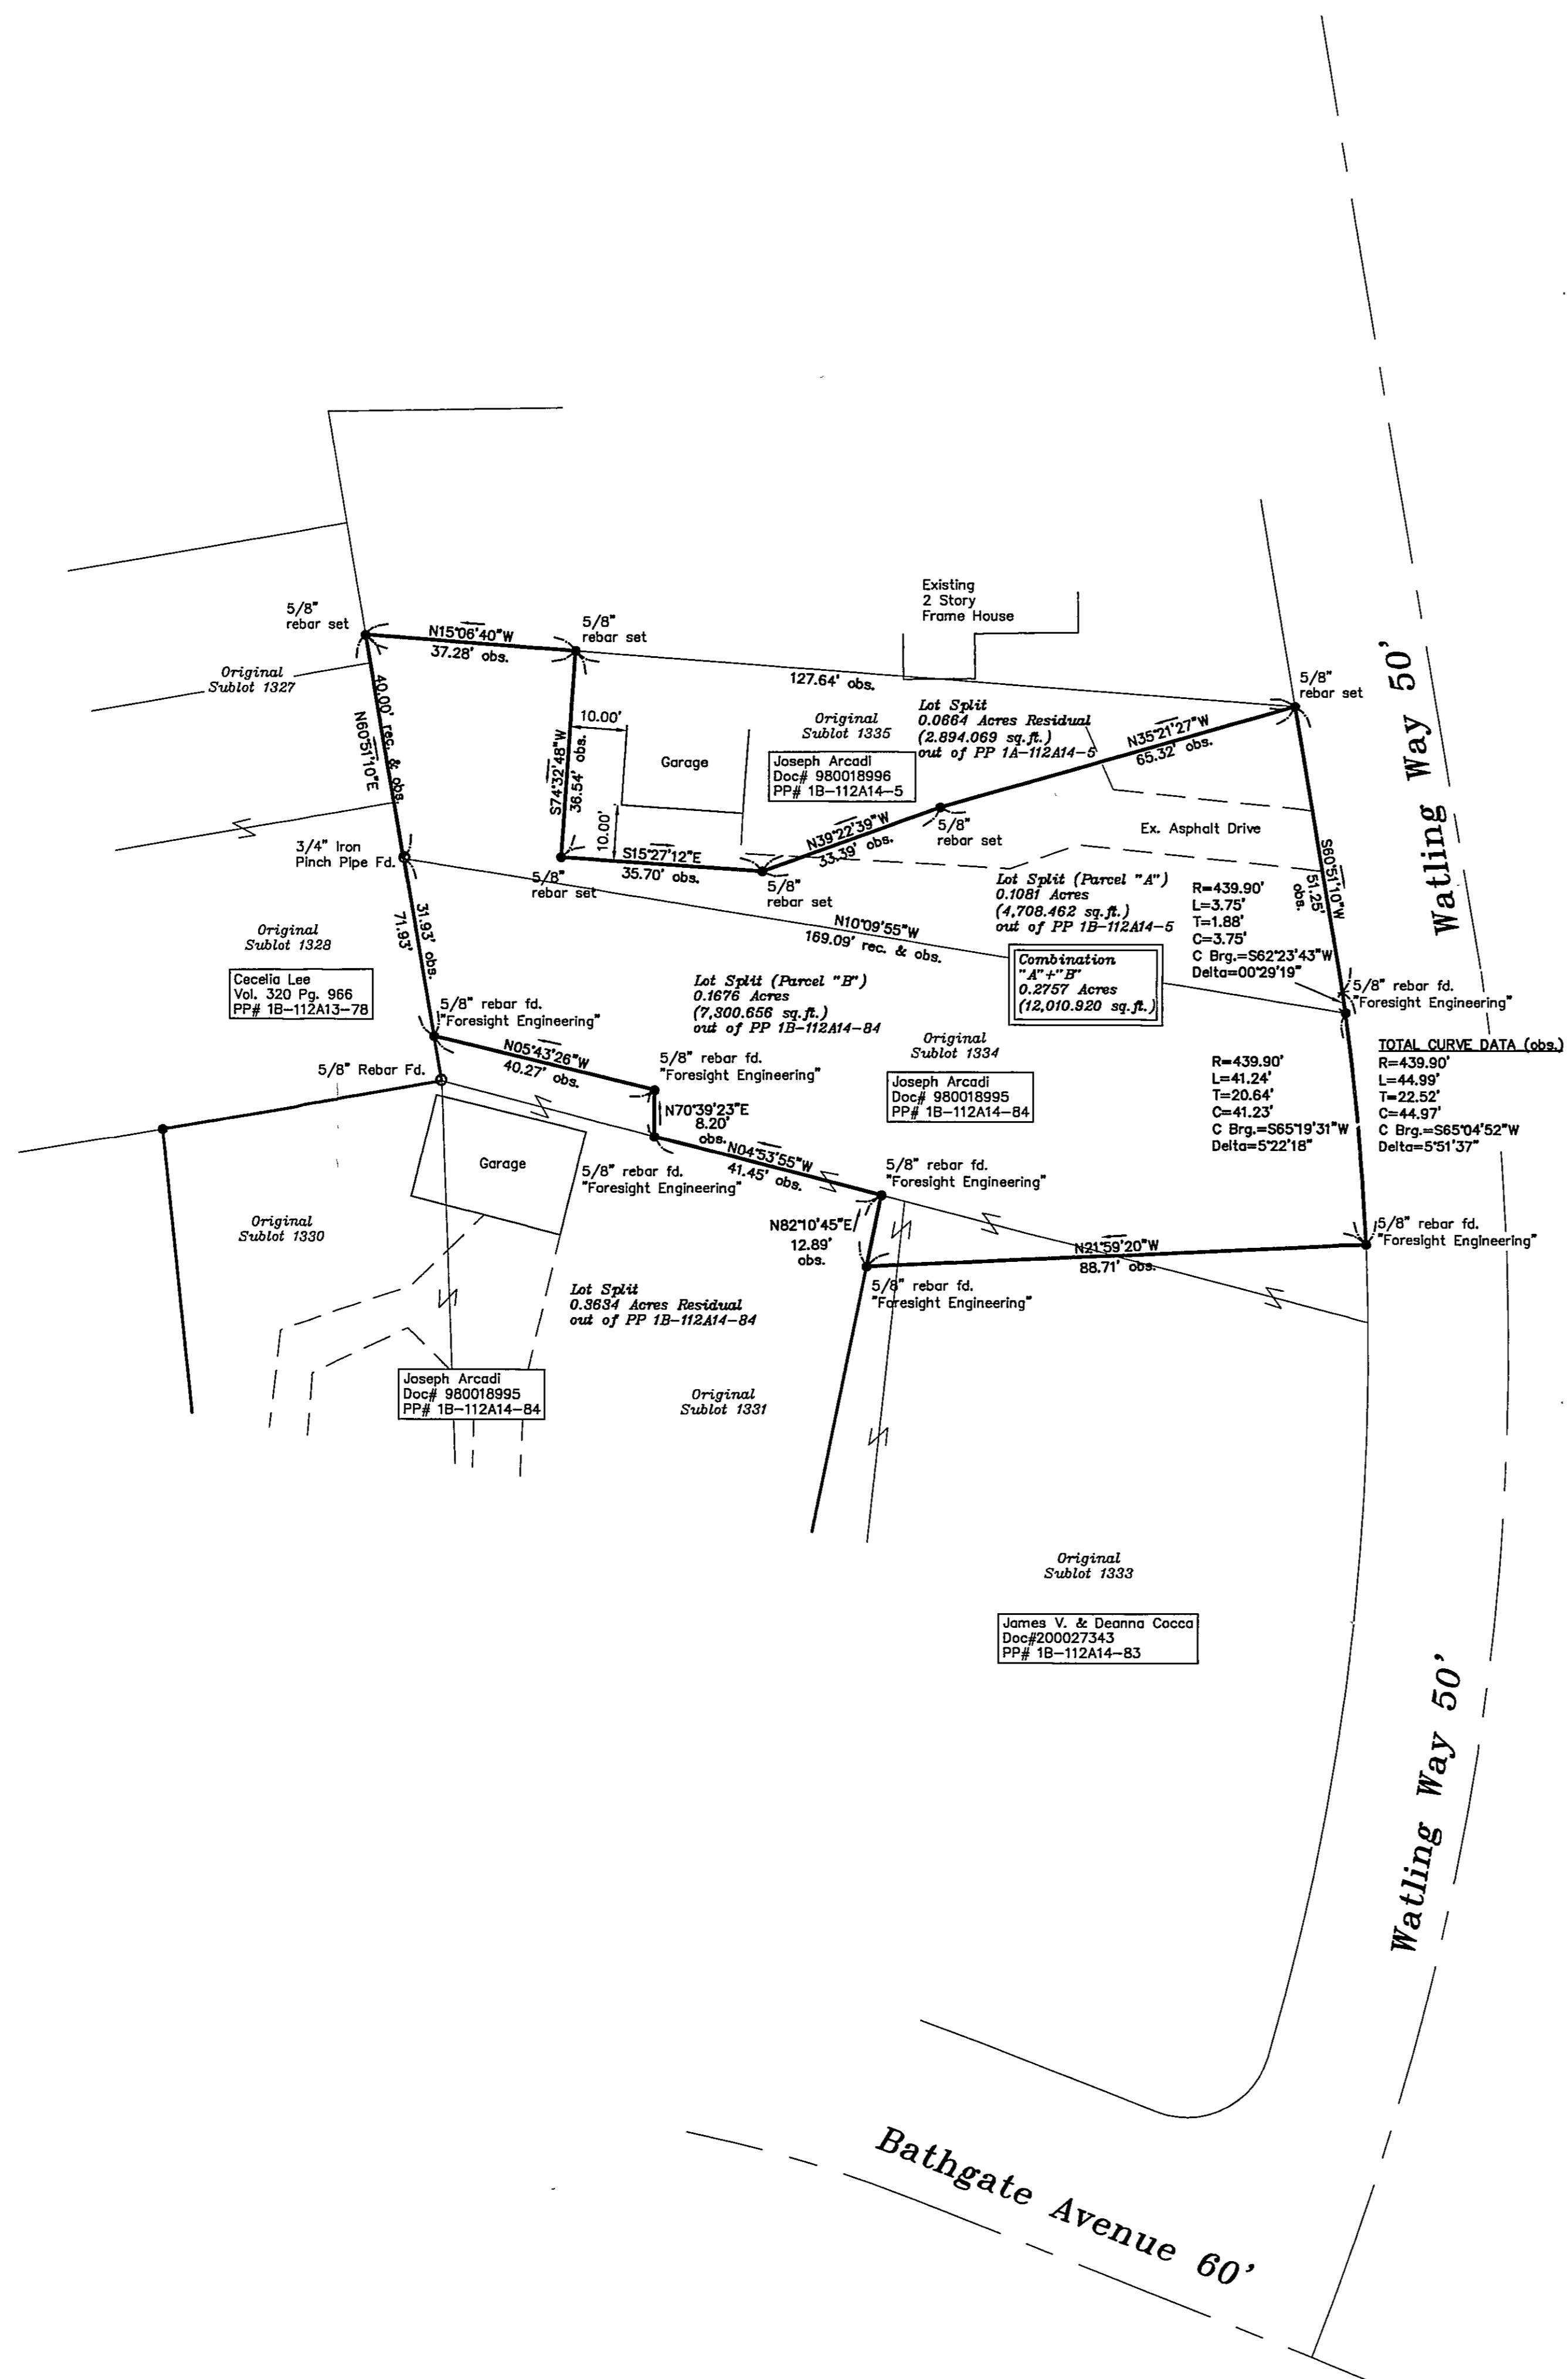 Watling Way 50'
Existing
2 Story
Frame House
5/8"
rebar set
N15°06'40"W
37.28' obs.
5/8"
rebar set
Original
Sublot 1327
127.64' obs.
5/8"
rebar set
40.00' rec. & obs.
N60°51'10"E
10.00'
S74°32'48"W
36.54' obs.
Garage
Original
Sublot 1335
Lot Split
0.0664 Acres Residual
(2.894.069 sq.ft.)
out of PP 1A-112A14-5
N35°21'27"W
65.32' obs.
Joseph Arcadi
Doc# 980018996
PP# 1B-112A14-5
10.00'
N39°22'39"W
33.39' obs.
5/8"
rebar set
Ex. Asphalt Drive
3/4" Iron
Pinch Pipe Fd.
S15°27'12"E
35.70' obs.
5/8"
rebar set
5/8"
rebar set
S60°51'10"W
51.25'
obs.
Lot Split (Parcel "A")
0.1081 Acres
(4,708.462 sq.ft.)
out of PP 1B-112A14-5
R=439.90'
L=3.75'
T=1.88'
C=3.75'
C Brg.=S62°23'43"W
Delta=00°29'19"
N10°09'55"W
169.09' rec. & obs.
31.93' obs.
71.93'
Original
Sublot 1328
Cecelia Lee
Vol. 320 Pg. 966
PP# 1B-112A13-78
Combination
"A"+"B"
0.2757 Acres
(12,010.920 sq.ft.)
Lot Split (Parcel "B")
0.1676 Acres
(7,300.656 sq.ft.)
out of PP 1B-112A14-84
5/8" rebar fd.
"Foresight Engineering"
5/8" rebar fd.
"Foresight Engineering"
N05°43'26"W
40.27' obs.
5/8" rebar fd.
"Foresight Engineering"
Original
Sublot 1334
Joseph Arcadi
Doc# 980018995
PP# 1B-112A14-84
TOTAL CURVE DATA (obs.)
R=439.90'
L=44.99'
T=22.52'
C=44.97'
C Brg.=S65°04'52"W
Delta=5°51'37"
R=439.90'
L=41.24'
T=20.64'
C=41.23'
C Brg.=S65°19'31"W
Delta=5°22'18"
5/8" Rebar Fd.
N70°39'23"E
8.20'
obs.
N04°53'55"W
41.45' obs.
Garage
5/8" rebar fd.
"Foresight Engineering"
5/8" rebar fd.
"Foresight Engineering"
Original
Sublot 1330
N82°10'45"E
12.89'
obs.
N21°59'20"W
88.71' obs.
5/8" rebar fd.
"Foresight Engineering"
5/8" rebar fd.
"Foresight Engineering"
Lot Split
0.3634 Acres Residual
out of PP 1B-112A14-84
Joseph Arcadi
Doc# 980018995
PP# 1B-112A14-84
Original
Sublot 1331
Original
Sublot 1333
James V. & Deanna Cocca
Doc#200027343
PP# 1B-112A14-83
Watling Way 50'
Bathgate Avenue 60'